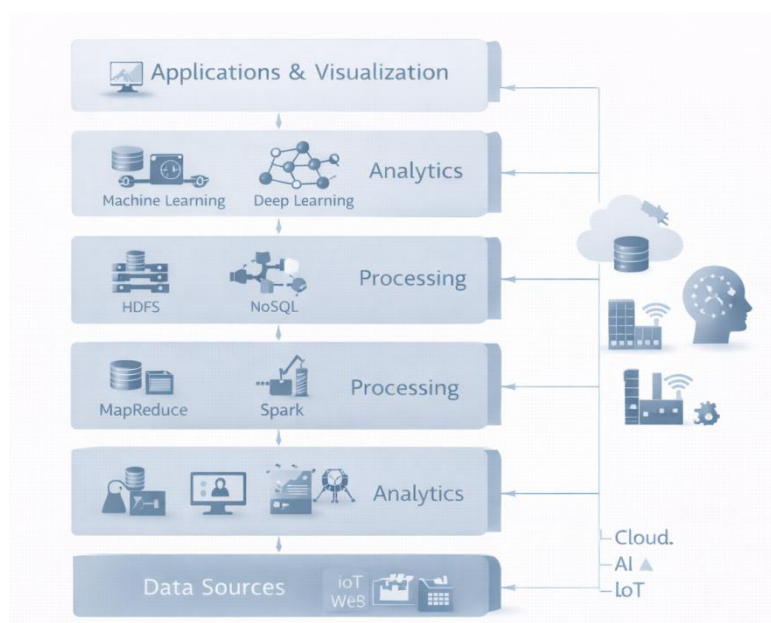 Applications & Visualization
Analytics
Machine Learning
Deep Learning
Processing
HDFS
NoSQL
Processing
MapReduce
Spark
Analytics
Data Sources
ioT
WeB
Cloud.
AI
IoT